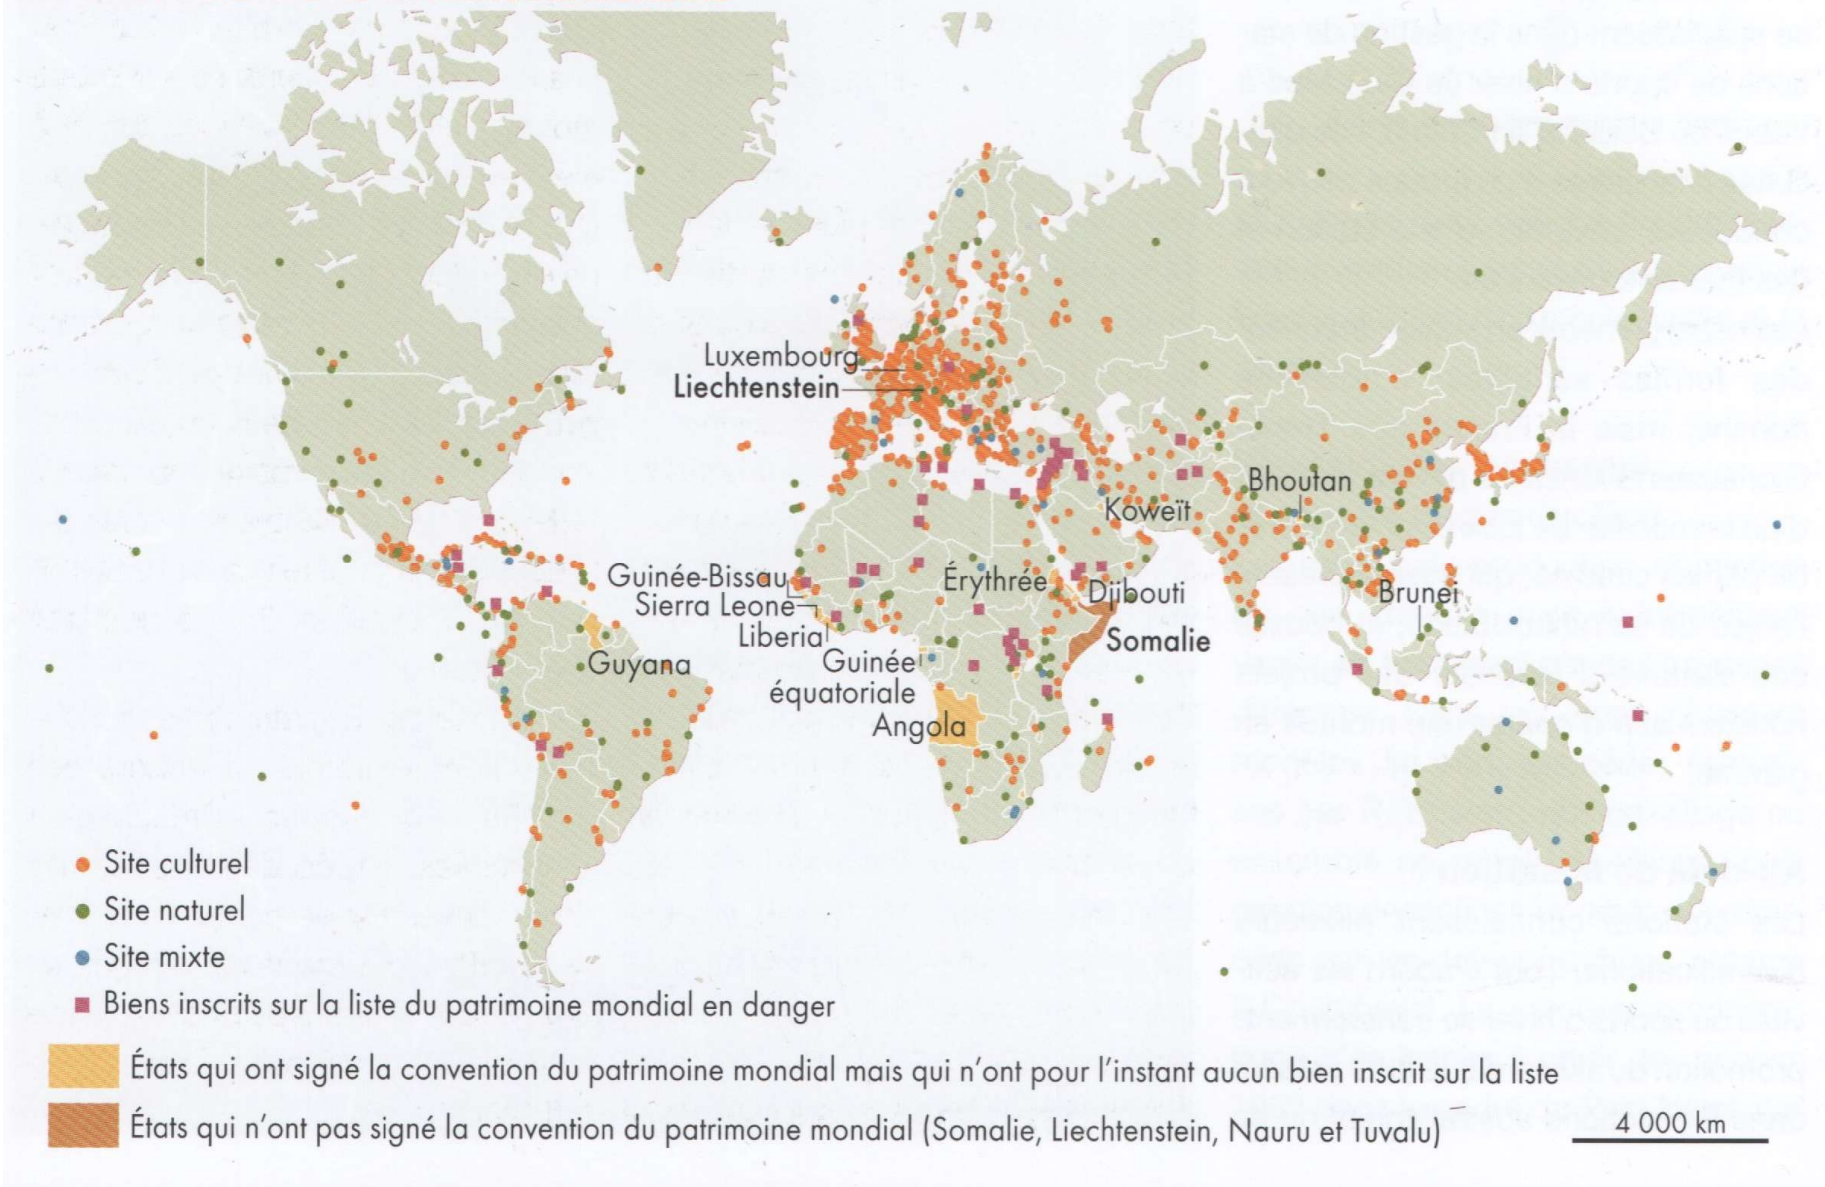 Luxembourg
Liechtenstein
Bhoutan
Koweït
Guinée-Bissau
Érythrée
Djibouti
Brunei
Sierra Leone
Liberia
Somalie
Guinée
équatoriale
Guyana
Angola
Site culturel
Site naturel
Site mixte
Biens inscrits sur la liste du patrimoine mondial en danger
États qui ont signé la convention du patrimoine mondial mais qui n'ont pour l'instant aucun bien inscrit sur la liste
États qui n'ont pas signé la convention du patrimoine mondial (Somalie, Liechtenstein, Nauru et Tuvalu)
4 000 km